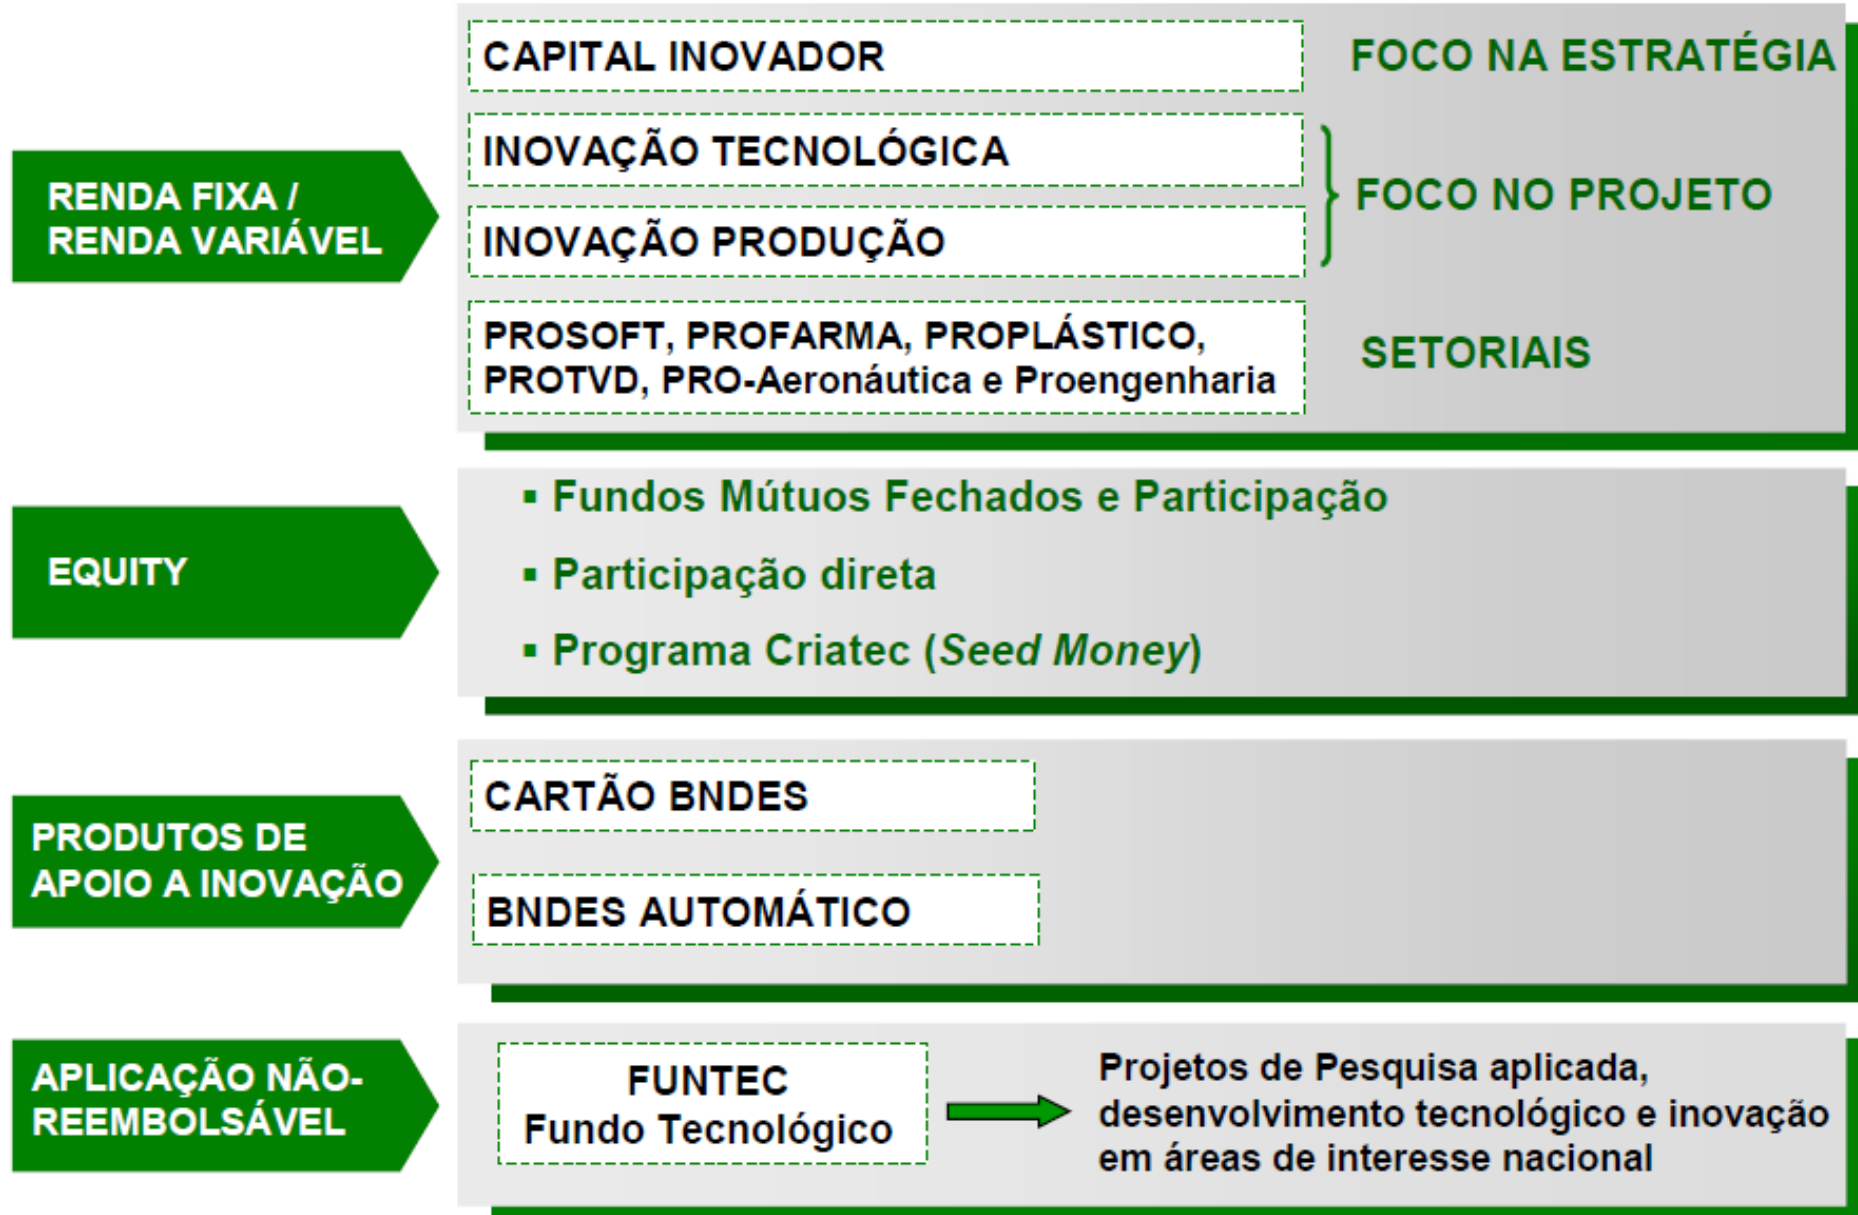 RENDA FIXA /
RENDA VARIÁVEL
CAPITAL INOVADOR
FOCO NA ESTRATÉGIA
INOVAÇÃO TECNOLÓGICA
INOVAÇÃO PRODUÇÃO
FOCO NO PROJETO
PROSOFT, PROFARMA, PROPLÁSTICO,
PROTVD, PRO-Aeronáutica e Proengenharia
SETORIAIS
EQUITY
▪ Fundos Mútuos Fechados e Participação
▪ Participação direta
▪ Programa Criatec (Seed Money)
PRODUTOS DE
APOIO A INOVAÇÃO
CARTÃO BNDES
BNDES AUTOMÁTICO
APLICAÇÃO NÃO-
REEMBOLSÁVEL
FUNTEC
Fundo Tecnológico
Projetos de Pesquisa aplicada,
desenvolvimento tecnológico e inovação
em áreas de interesse nacional